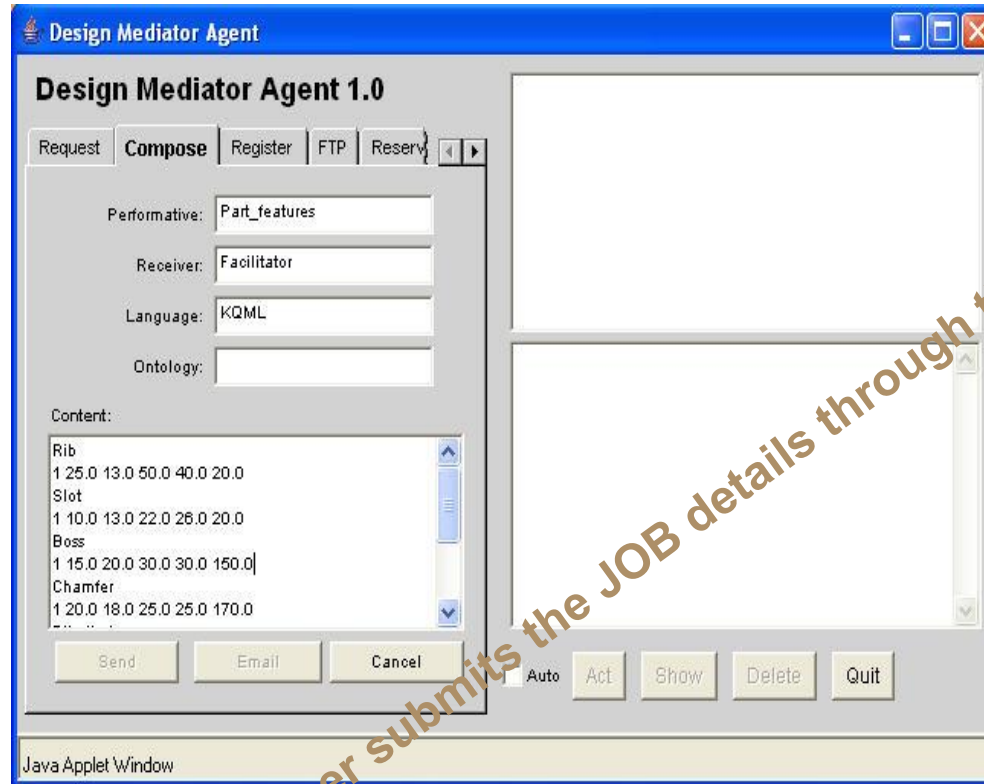 Design Mediator Agent
Design Mediator Agent 1.0
Request Compose Register FTP Reserv
Performative: Part_features
Receiver: Facilitator
Language: KQML
Ontology:
Content:
Rib
1 25.0 13.0 50.0 40.0 20.0
Slot
1 10.0 13.0 22.0 26.0 20.0
Boss
1 15.0 20.0 30.0 30.0 150.0
Chamfer
1 20.0 18.0 25.0 25.0 170.0
Send Email Cancel
Auto Act Show Delete Quit
Java Applet Window
er submits the JOB details through t